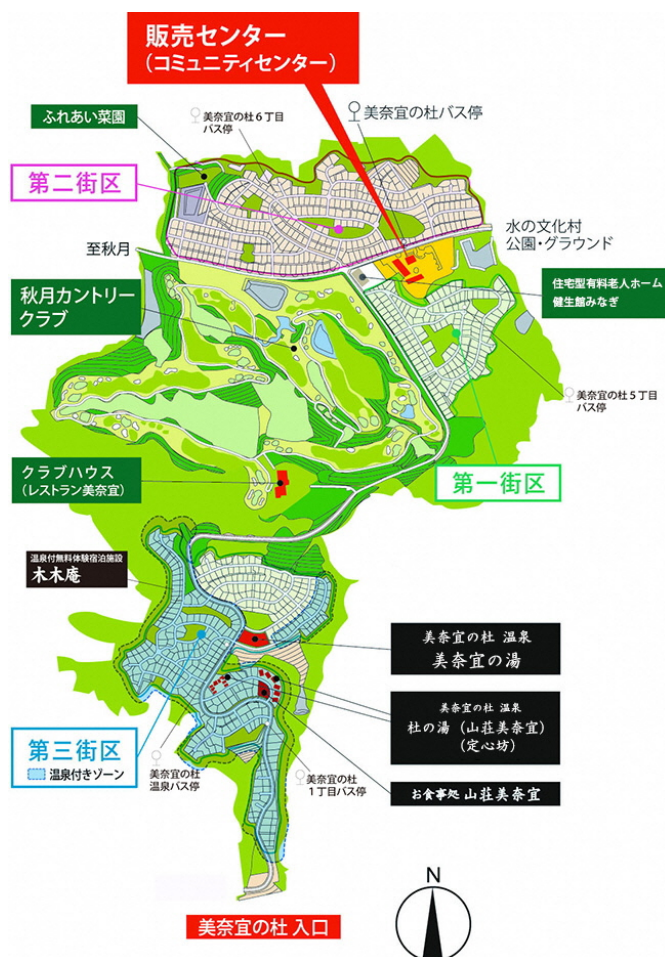 販売センター
(コミュニティセンター)
ふれあい菜園
美奈宜の杜6丁目
バス停
美奈宜の杜バス停
第二街区
水の文化村
公園・グラウンド
至秋月
住宅型有料老人ホーム
健生館みなぎ
秋月カントリー
クラブ
美奈宜の杜5丁目
バス停
クラブハウス
(レストラン美奈宜)
第一街区
温泉付無料体験宿泊施設
木木庵
美奈宜の杜 温泉
美奈宜の湯
美奈宜の杜 温泉
杜の湯(山荘美奈宜)
(定心坊)
第三街区
温泉付きゾーン
美奈宜の杜
温泉バス停
美奈宜の杜
1丁目バス停
お食事処 山荘美奈宜
N
美奈宜の杜 入口